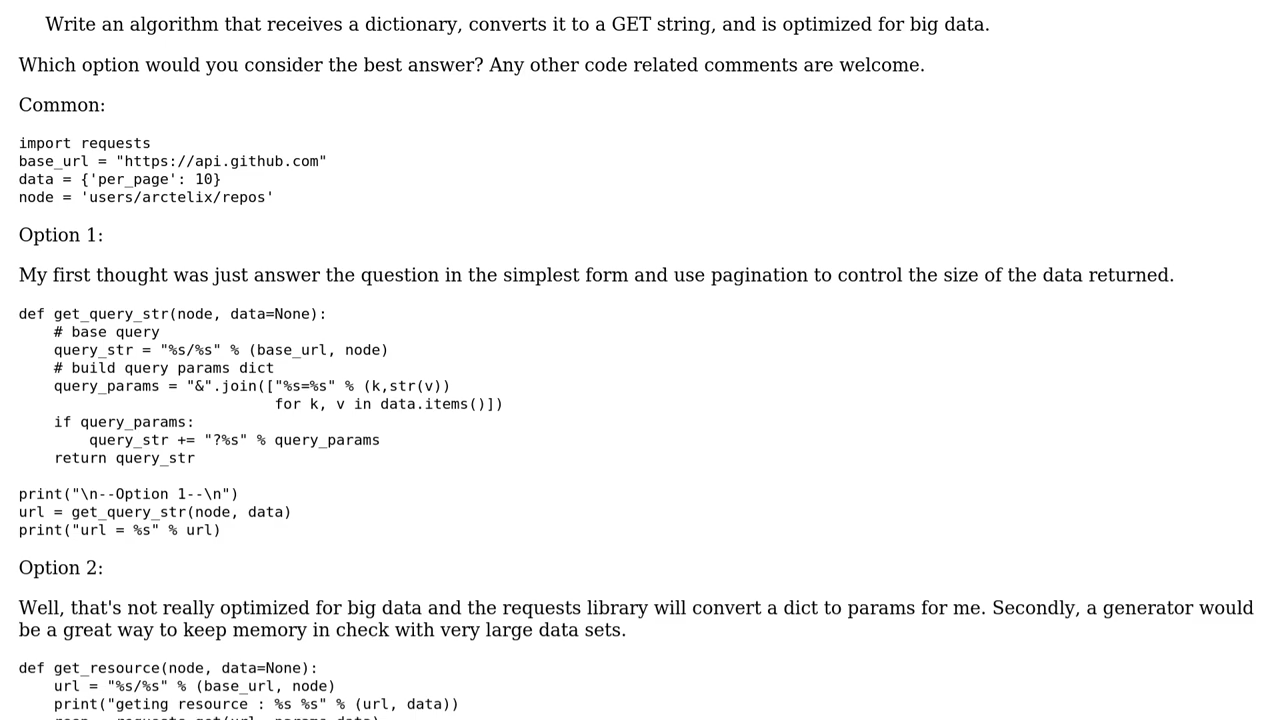 Write an algorithm that receives a dictionary, converts it to a GET string, and is optimized for big data.
Which option would you consider the best answer? Any other code related comments are welcome.
Common:
import requests
base_url = "https://api.github.com"
data = {'per_page': 10}
node = 'users/arctelix/repos'
Option 1:
My first thought was just answer the question in the simplest form and use pagination to control the size of the data returned.
def get_query_str(node, data=None):
    # base query
    query_str = "%s/%s" % (base_url, node)
    # build query params dict
    query_params = "&".join(["%s=%s" % (k,str(v))
                             for k, v in data.items()])
    if query_params:
        query_str += "?%s" % query_params
    return query_str
print("\n--Option 1--\n")
url = get_query_str(node, data)
print("url = %s" % url)
Option 2:
Well, that's not really optimized for big data and the requests library will convert a dict to params for me. Secondly, a generator would
be a great way to keep memory in check with very large data sets.
def get_resource(node, data=None):
    url = "%s/%s" % (base_url, node)
    print("geting resource : %s %s" % (url, data))